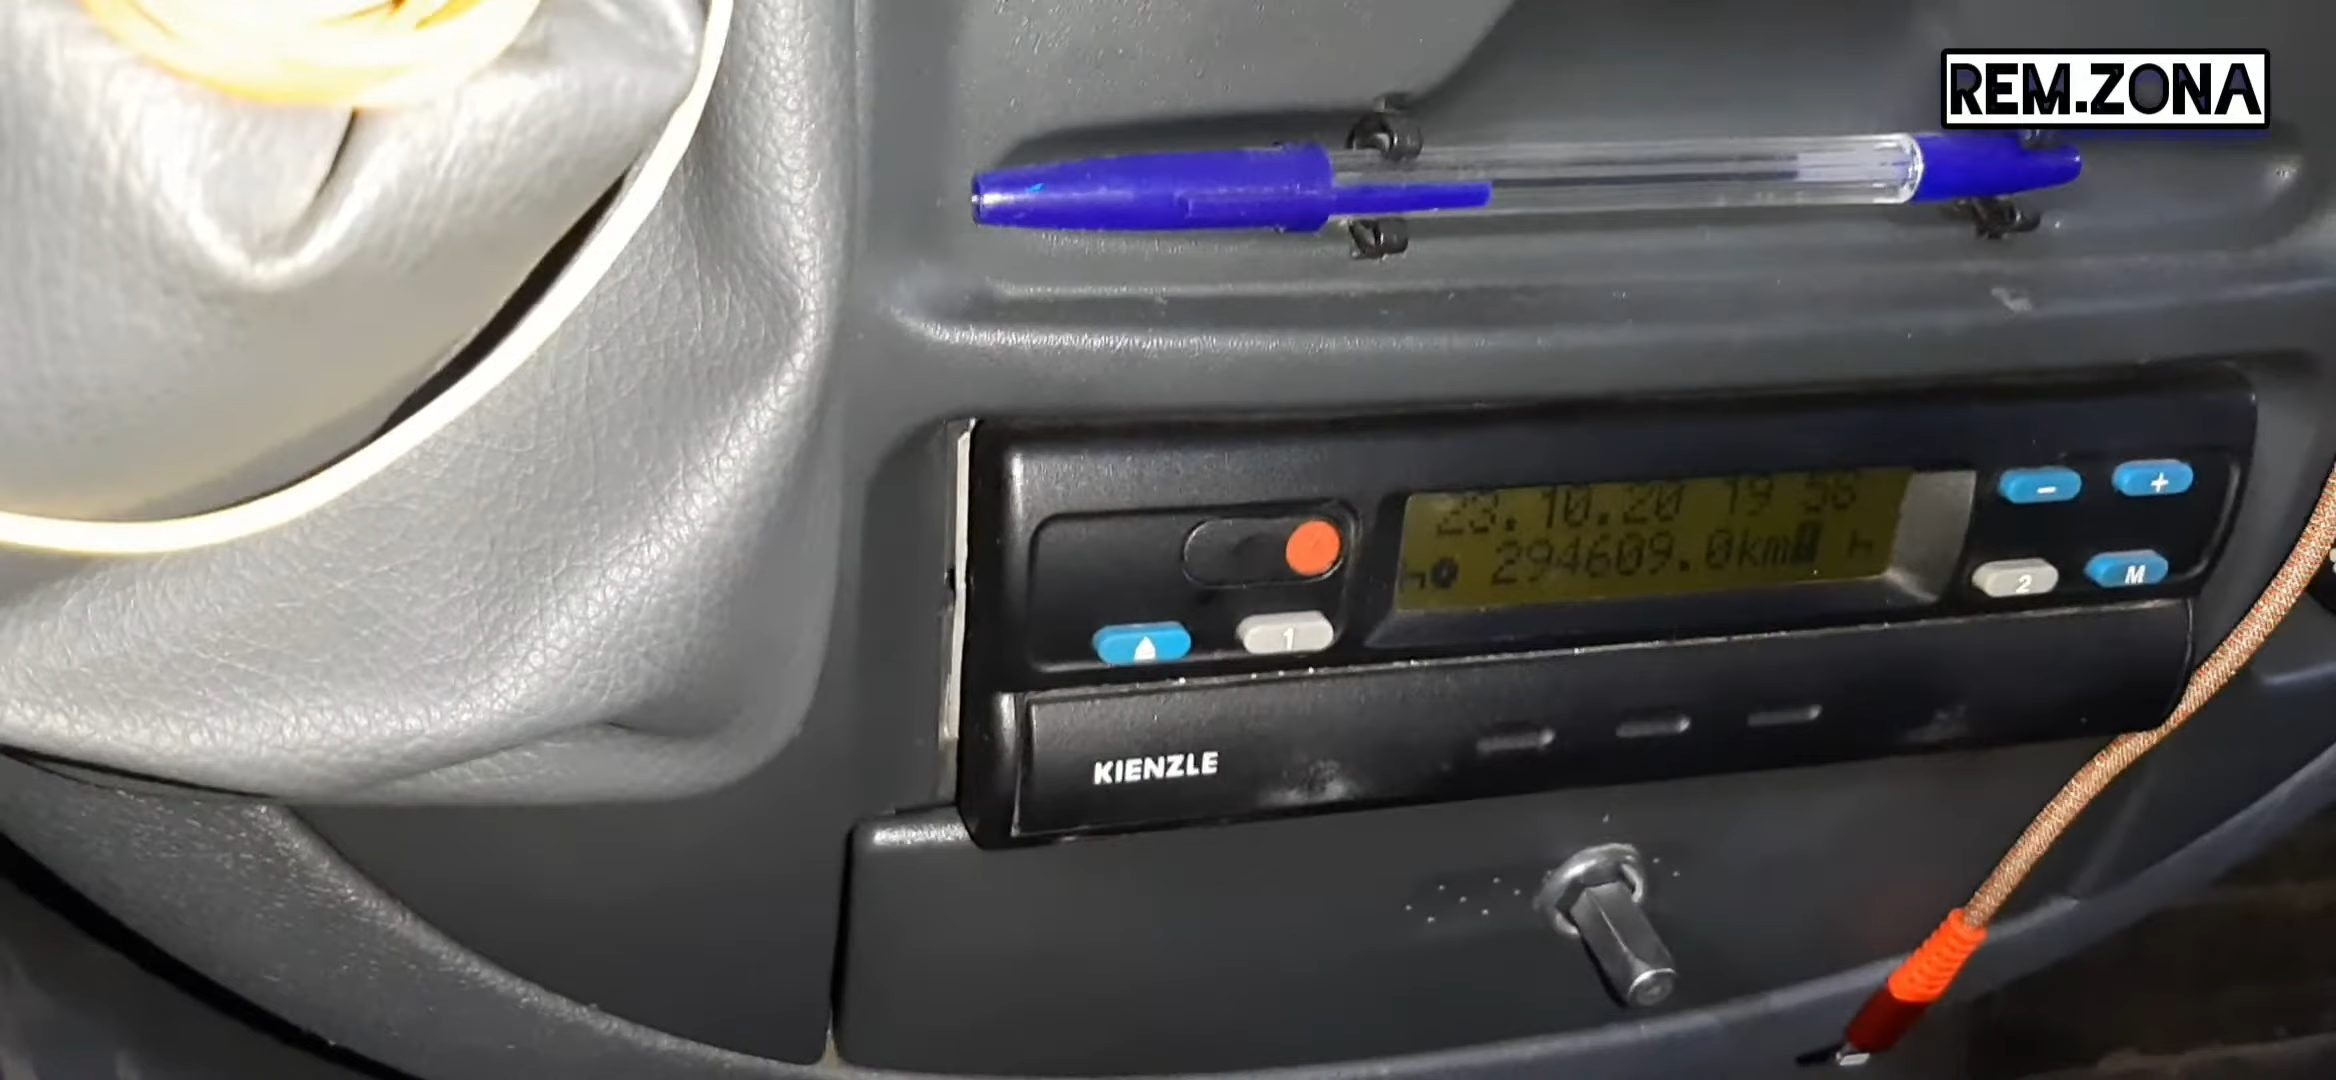 REM.ZONA
- +
23.10.20 19 56
294609.0km
2 M
1
KIENZLE